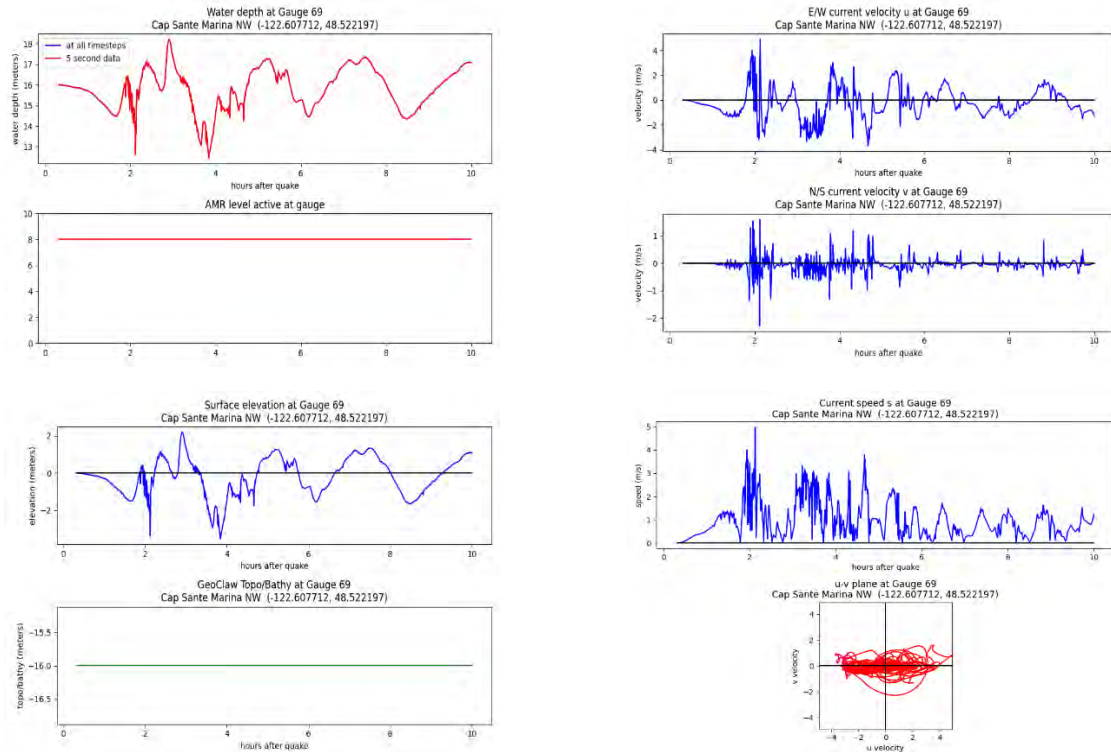 Water depth at Gauge 69
Cap Sante Marina NW (-122.607712, 48.522197)
at all timesteps
5 second data
water depth (meters)
18
17
16
15
14
13
0 2 4 6 8 10
hours after quake
AMR level active at gauge
10
8
6
4
2
0
0 2 4 6 8 10
Surface elevation at Gauge 69
Cap Sante Marina NW (-122.607712, 48.522197)
elevation (meters)
2
0
−2
0 2 4 6 8 10
hours after quake
GeoClaw Topo/Bathy at Gauge 69
Cap Sante Marina NW (-122.607712, 48.522197)
topo/bathy (meters)
−15.5
−16.0
−16.5
0 2 4 6 8 10
hours after quake
E/W current velocity u at Gauge 69
Cap Sante Marina NW (-122.607712, 48.522197)
velocity (m/s)
4
2
0
−2
−4
0 2 4 6 8 10
hours after quake
N/S current velocity v at Gauge 69
Cap Sante Marina NW (-122.607712, 48.522197)
velocity (m/s)
1
0
−1
−2
0 2 4 6 8 10
hours after quake
Current speed s at Gauge 69
Cap Sante Marina NW (-122.607712, 48.522197)
speed (m/s)
5
4
3
2
1
0
0 2 4 6 8 10
hours after quake
u-v plane at Gauge 69
Cap Sante Marina NW (-122.607712, 48.522197)
v velocity
4
2
0
−2
−4
−4 −2 0 2 4
u velocity